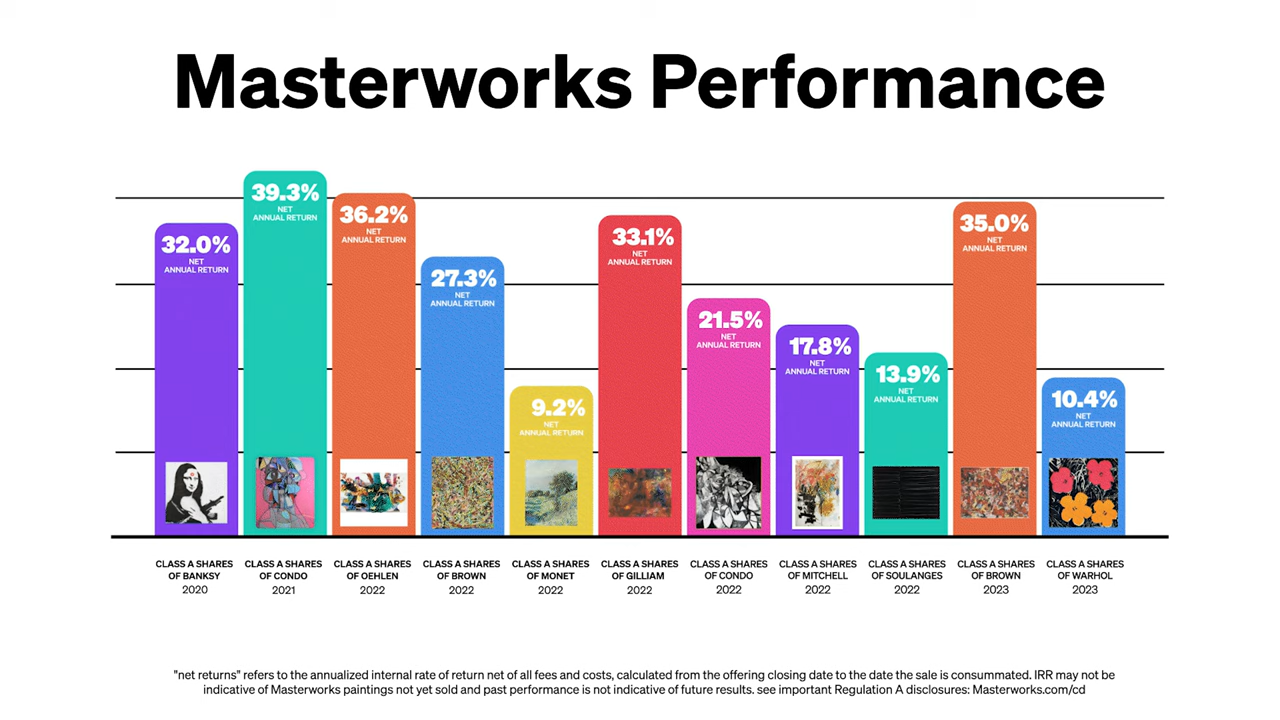 Masterworks Performance
32.0%
NET
ANNUAL RETURN
39.3%
NET
ANNUAL RETURN
36.2%
NET
ANNUAL RETURN
27.3%
NET
ANNUAL RETURN
9.2%
NET
ANNUAL RETURN
33.1%
NET
ANNUAL RETURN
21.5%
NET
ANNUAL RETURN
17.8%
NET
ANNUAL RETURN
13.9%
NET
ANNUAL RETURN
35.0%
NET
ANNUAL RETURN
10.4%
NET
ANNUAL RETURN
CLASS A SHARES
OF BANKSY
2020
CLASS A SHARES
OF CONDO
2021
CLASS A SHARES
OF OEHLEN
2022
CLASS A SHARES
OF BROWN
2022
CLASS A SHARES
OF MONET
2022
CLASS A SHARES
OF GILLIAM
2022
CLASS A SHARES
OF CONDO
2022
CLASS A SHARES
OF MITCHELL
2022
CLASS A SHARES
OF SOULANGES
2022
CLASS A SHARES
OF BROWN
2023
CLASS A SHARES
OF WARHOL
2023
"net returns" refers to the annualized internal rate of return net of all fees and costs, calculated from the offering closing date to the date the sale is consummated. IRR may not be
indicative of Masterworks paintings not yet sold and past performance is not indicative of future results. see important Regulation A disclosures: Masterworks.com/cd